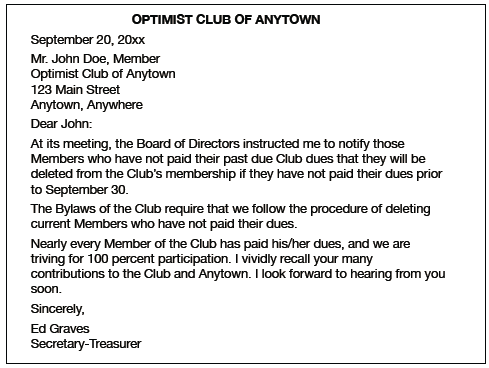 OPTIMIST CLUB OF ANYTOWN
September 20, 20xx
Mr. John Doe, Member
Optimist Club of Anytown
123 Main Street
Anytown, Anywhere
Dear John:
At its meeting, the Board of Directors instructed me to notify those
Members who have not paid their past due Club dues that they will be
deleted from the Club's membership if they have not paid their dues prior
to September 30.
The Bylaws of the Club require that we follow the procedure of deleting
current Members who have not paid their dues.
Nearly every Member of the Club has paid his/her dues, and we are
triving for 100 percent participation. I vividly recall your many
contributions to the Club and Anytown. I look forward to hearing from you
soon.
Sincerely,
Ed Graves
Secretary-Treasurer